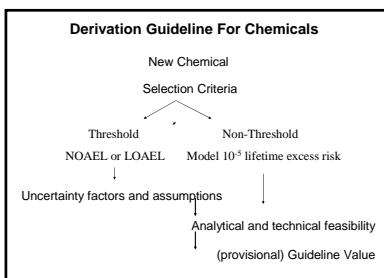 Derivation Guideline For Chemicals
New Chemical
Selection Criteria
Threshold Non-Threshold
NOAEL or LOAEL Model 10⁻⁵ lifetime excess risk
Uncertainty factors and assumptions
Analytical and technical feasibility
(provisional) Guideline Value